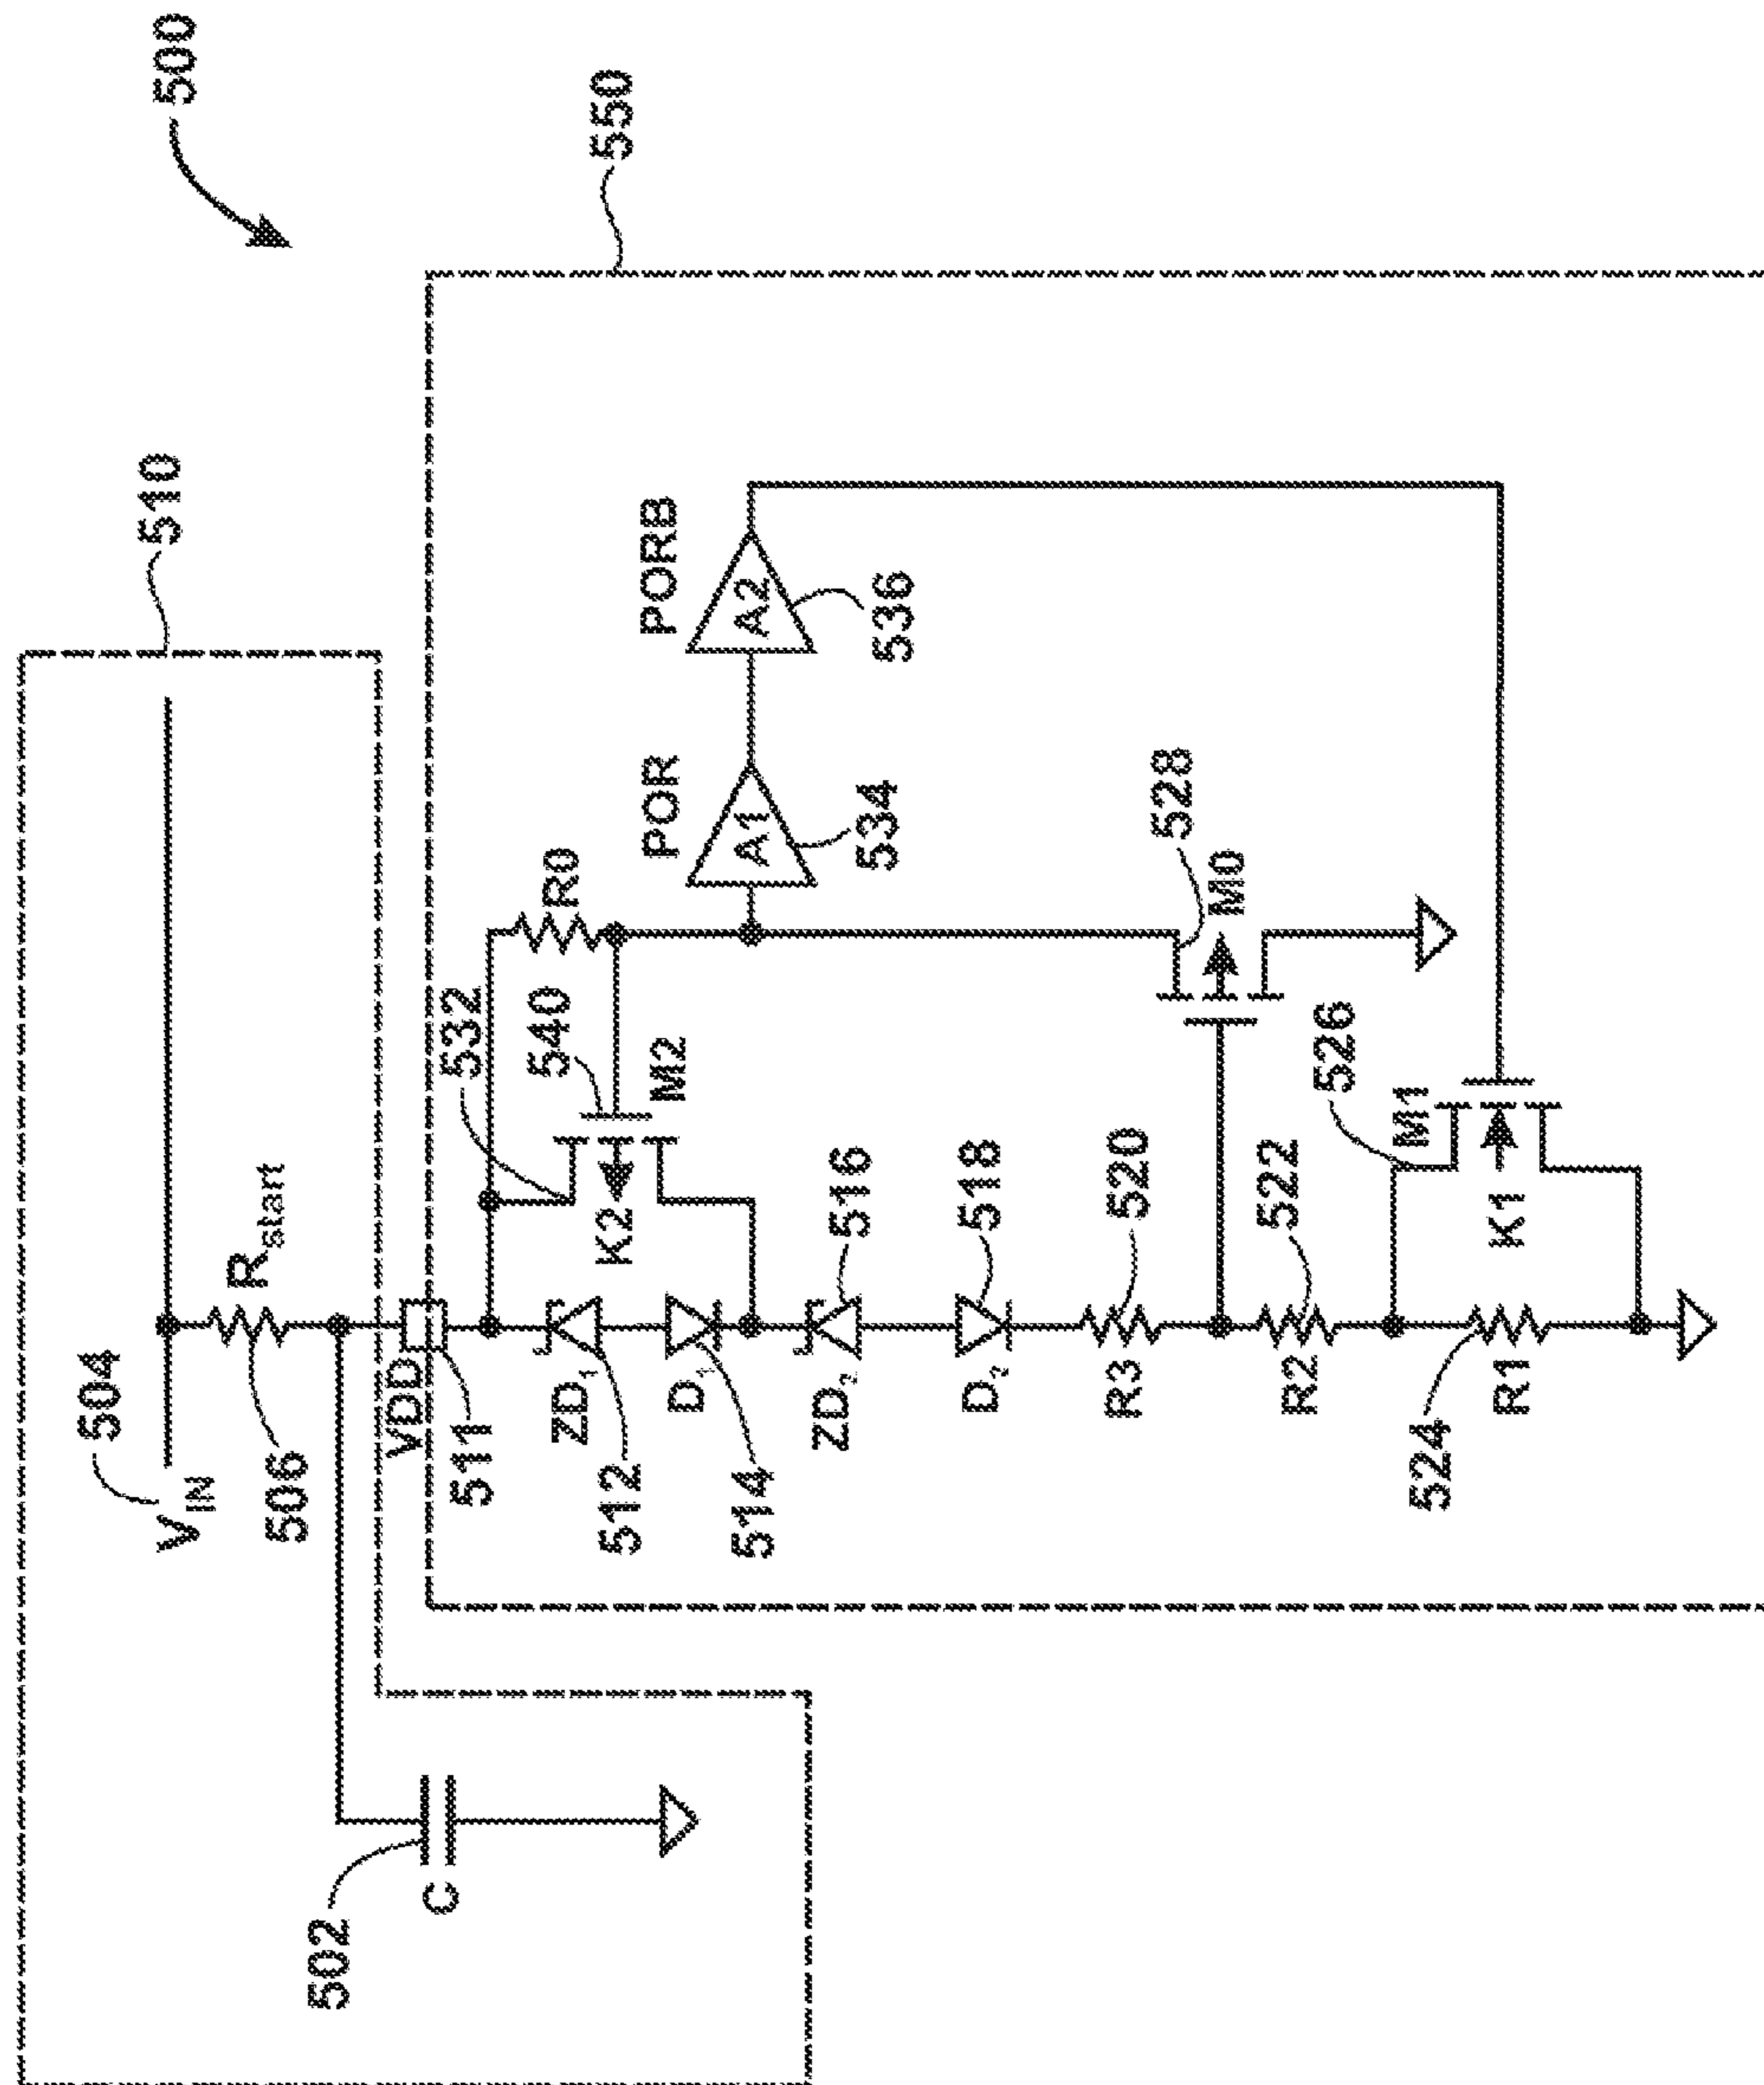 500
510
550
504
V_IN
R_start
506
502
C
VDD
511
532
R0
540
POR
PORB
A1
A2
534
536
ZD₁
512
K2
M2
D₁
514
ZD₂
516
D₂
518
528
M0
R3
520
R2
522
526
M1
K1
524
R1